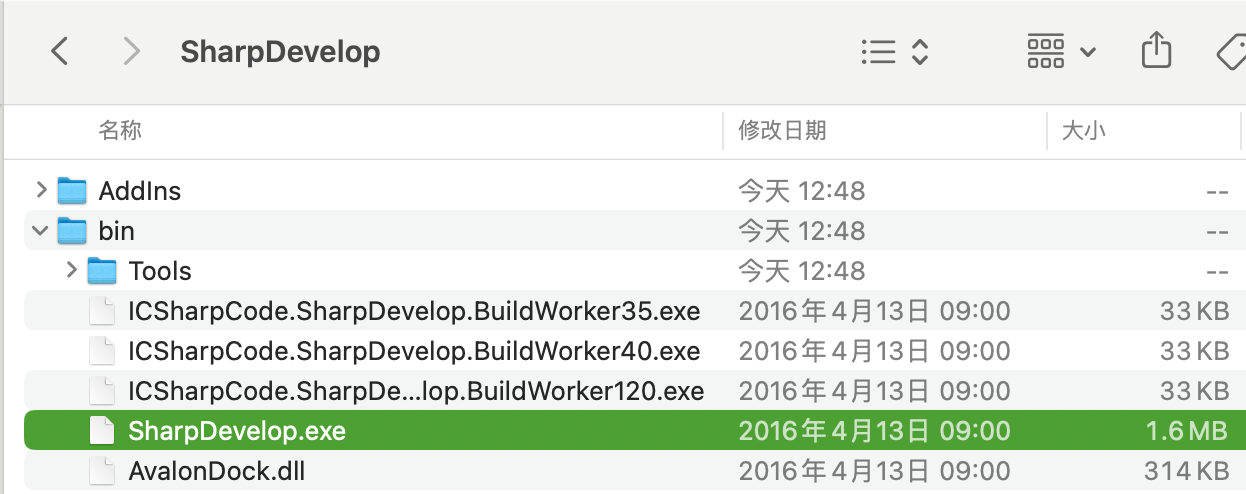 SharpDevelop
名称 修改日期 大小
AddIns 今天 12:48 --
bin 今天 12:48 --
Tools 今天 12:48 --
ICSharpCode.SharpDevelop.BuildWorker35.exe 2016年4月13日 09:00 33 KB
ICSharpCode.SharpDevelop.BuildWorker40.exe 2016年4月13日 09:00 33 KB
ICSharpCode.SharpDe...lop.BuildWorker120.exe 2016年4月13日 09:00 33 KB
SharpDevelop.exe 2016年4月13日 09:00 1.6 MB
AvalonDock.dll 2016年4月13日 09:00 314 KB